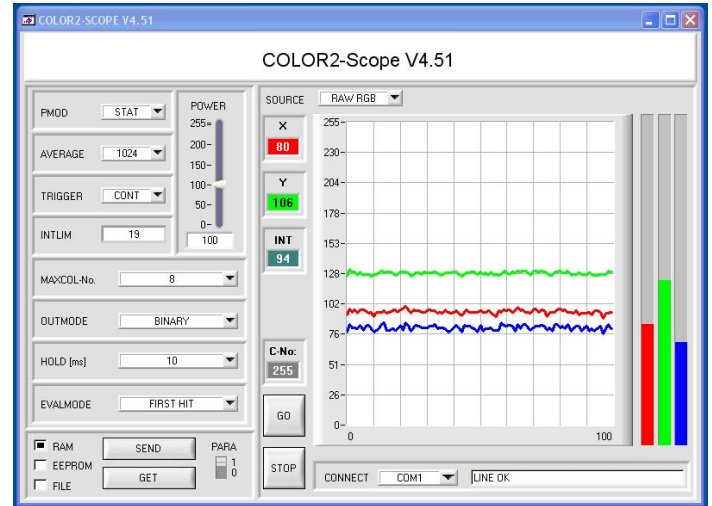 COLOR2-SCOPE V4.51
COLOR2-Scope V4.51
PMOD STAT
POWER
255
200
150
100
50
0
100
AVERAGE 1024
TRIGGER CONT
INTLIM 19
MAXCOL-No. 8
OUTMODE BINARY
HOLD [ms] 10
EVALMODE FIRST HIT
RAM
EEPROM
FILE
SEND
GET
PARA
1
0
SOURCE RAW RGB
X
80
Y
106
INT
94
C-No:
255
GO
STOP
255
230
204
178
153
128
102
76
51
26
0
0 100
CONNECT COM1 LINE OK